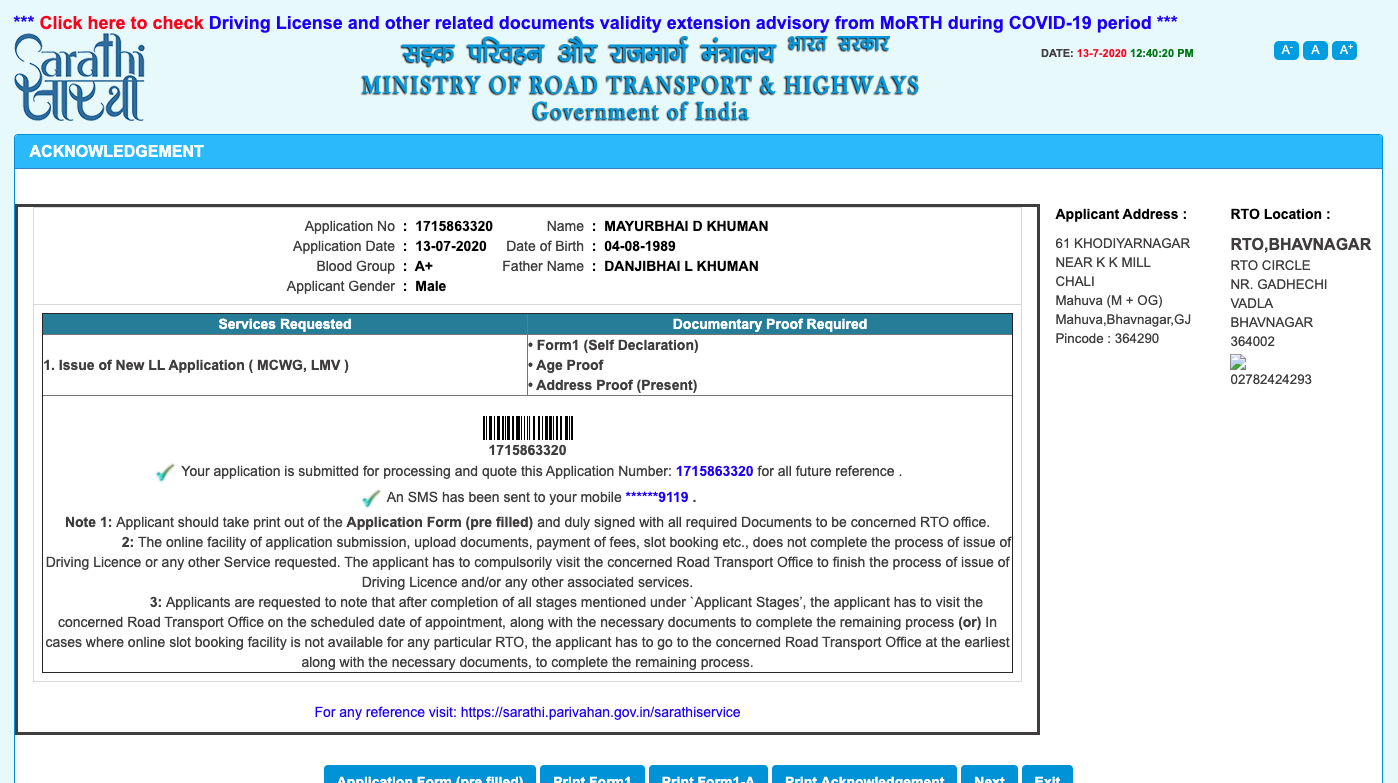 *** Click here to check Driving License and other related documents validity extension advisory from MoRTH during COVID-19 period ***
Sarathi
सारथी
सड़क परिवहन और राजमार्ग मंत्रालय भारत सरकार
MINISTRY OF ROAD TRANSPORT & HIGHWAYS
Government of India
DATE: 13-7-2020 12:40:20 PM
A- A A+
ACKNOWLEDGEMENT
Application No : 1715863320 Name : MAYURBHAI D KHUMAN
Application Date : 13-07-2020 Date of Birth : 04-08-1989
Blood Group : A+ Father Name : DANJIBHAI L KHUMAN
Applicant Gender : Male
Services Requested Documentary Proof Required
1. Issue of New LL Application ( MCWG, LMV )
• Form1 (Self Declaration)
• Age Proof
• Address Proof (Present)
1715863320
Your application is submitted for processing and quote this Application Number: 1715863320 for all future reference .
An SMS has been sent to your mobile ******9119 .
Note 1: Applicant should take print out of the Application Form (pre filled) and duly signed with all required Documents to be concerned RTO office.
2: The online facility of application submission, upload documents, payment of fees, slot booking etc., does not complete the process of issue of
Driving Licence or any other Service requested. The applicant has to compulsorily visit the concerned Road Transport Office to finish the process of issue of
Driving Licence and/or any other associated services.
3: Applicants are requested to note that after completion of all stages mentioned under `Applicant Stages’, the applicant has to visit the
concerned Road Transport Office on the scheduled date of appointment, along with the necessary documents to complete the remaining process (or) In
cases where online slot booking facility is not available for any particular RTO, the applicant has to go to the concerned Road Transport Office at the earliest
along with the necessary documents, to complete the remaining process.
For any reference visit: https://sarathi.parivahan.gov.in/sarathiservice
Applicant Address :
61 KHODIYARNAGAR
NEAR K K MILL
CHALI
Mahuva (M + OG)
Mahuva,Bhavnagar,GJ
Pincode : 364290
RTO Location :
RTO,BHAVNAGAR
RTO CIRCLE
NR. GADHECHI
VADLA
BHAVNAGAR
364002
02782424293
Application Form (pre filled) Print Form1 Print Form1-A Print Acknowledgement Next Exit